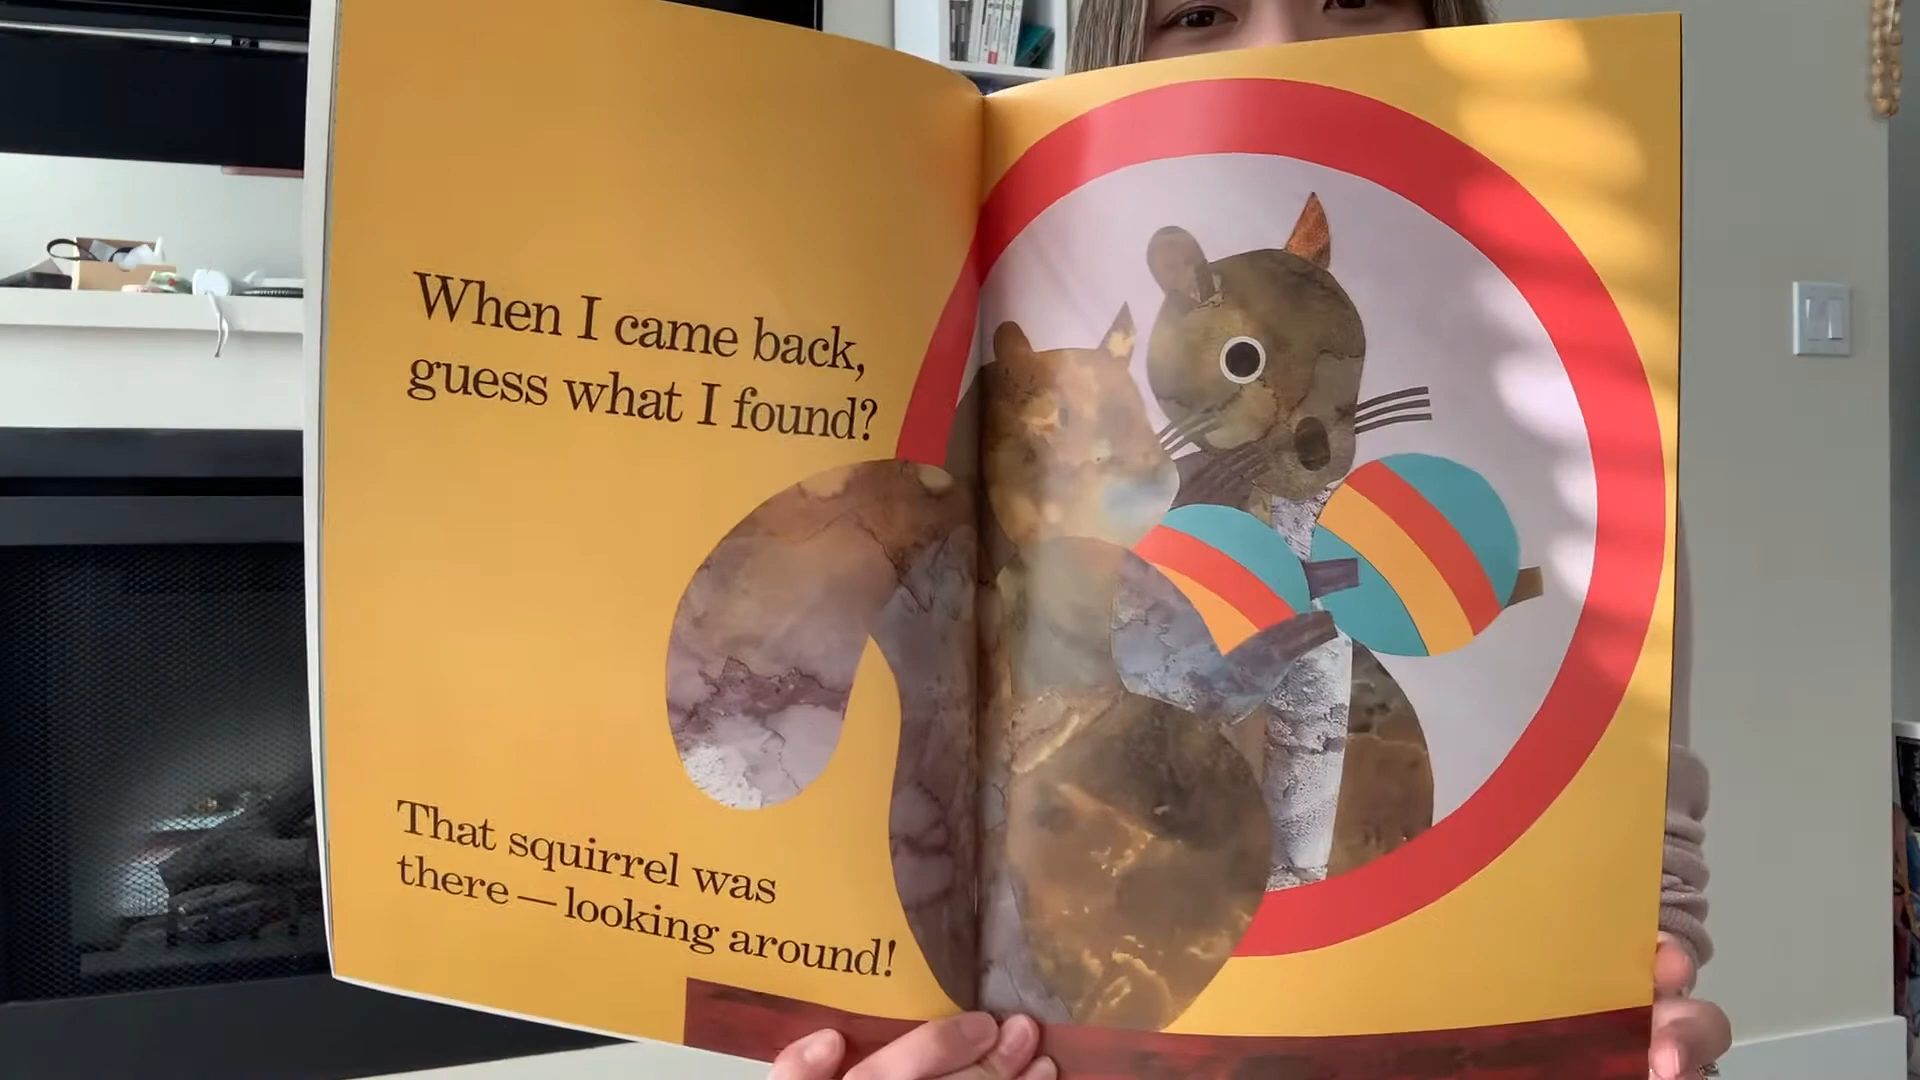 When I came back,
guess what I found?
That squirrel was
there — looking around!